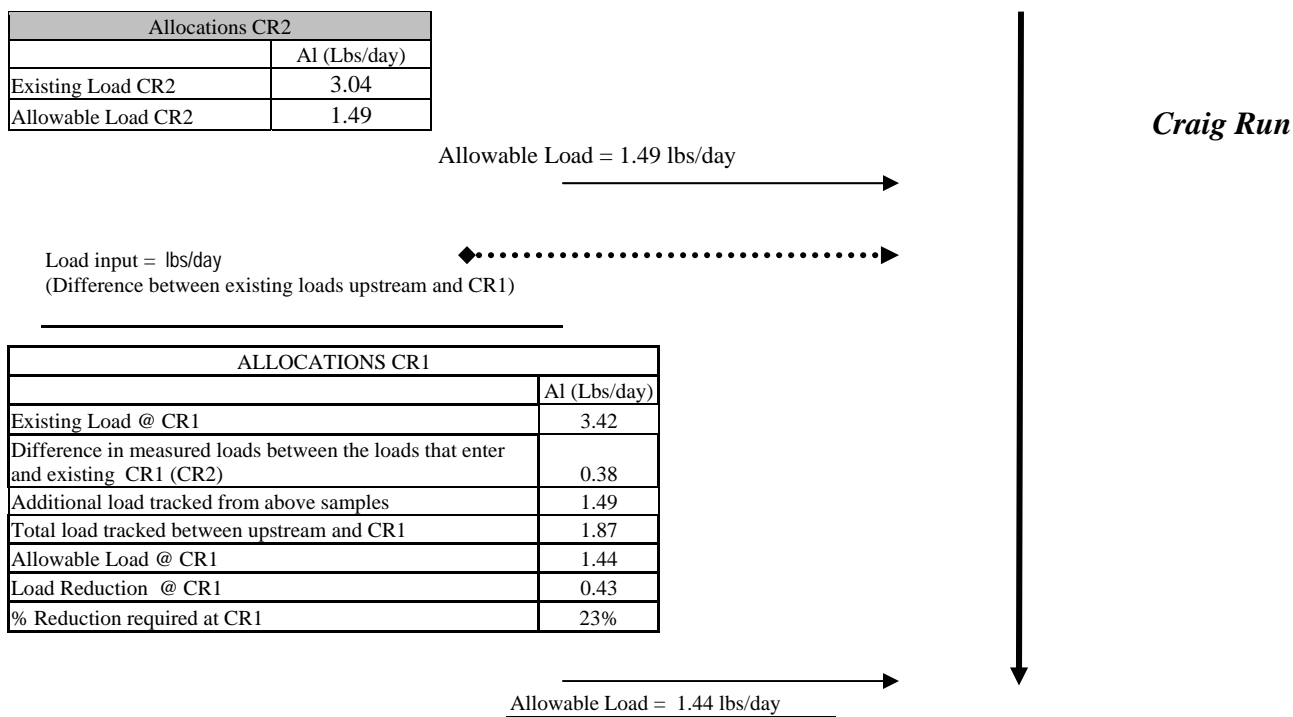 Allocations CR2
Al (Lbs/day)
Existing Load CR2 3.04
Allowable Load CR2 1.49
Craig Run
Allowable Load = 1.49 lbs/day
Load input = lbs/day
(Difference between existing loads upstream and CR1)
ALLOCATIONS CR1
Al (Lbs/day)
Existing Load @ CR1 3.42
Difference in measured loads between the loads that enter
and existing CR1 (CR2) 0.38
Additional load tracked from above samples 1.49
Total load tracked between upstream and CR1 1.87
Allowable Load @ CR1 1.44
Load Reduction @ CR1 0.43
% Reduction required at CR1 23%
Allowable Load = 1.44 lbs/day